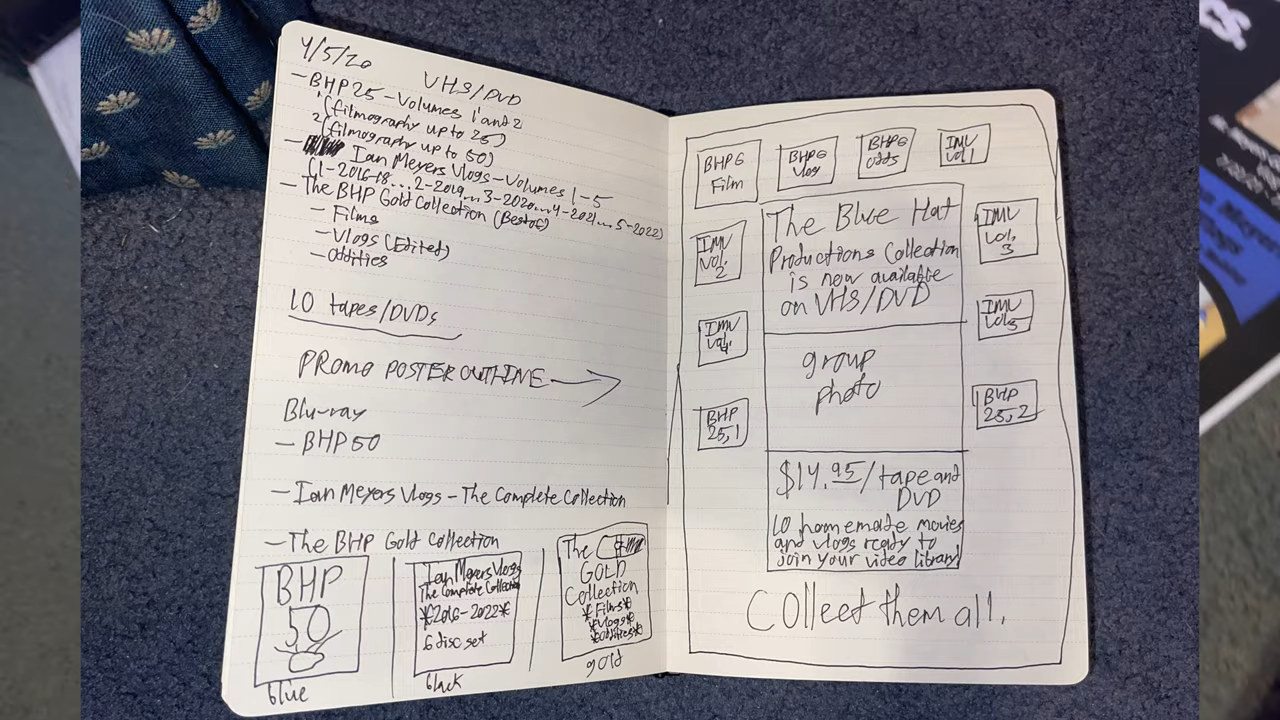 4/5/20
VHS/DVD
- BHP 25 - Volumes 1 and 2
1 (filmography up to 25)
2 (filmography up to 50)
- Ian Meyers Vlogs - Volumes 1-5
(1-2016-18... 2-2019... 3-2020... 4-2021... 5-2022)
- The BHP Gold Collection (Best of)
- Films
- Vlogs (Edited)
- Oddities
10 tapes/DVDs
PROMO POSTER OUTLINE
Blu-ray
- BHP 50
- Ian Meyers Vlogs - The Complete Collection
- The BHP Gold Collection
BHP
50
blue
Ian Meyers Vlogs
The Complete Collection
*2016-2022*
6 disc set
black
The
GOLD
Collection
*Films*
*Vlogs*
*Oddities*
gold
BHPG
Film
BHPG
Vlog
BHPG
odds
IMV
Vol. 1
IMV
Vol. 2
IMV
Vol. 3
IMV
Vol. 4
IMV
Vol. 5
BHP
25, 1
BHP
25, 2
The Blue Hat
Productions Collection
is now available
on VHS/DVD
group
photo
$14.95/tape and
DVD
10 homemade movies
and vlogs ready to
join your video library!
Collect them all.